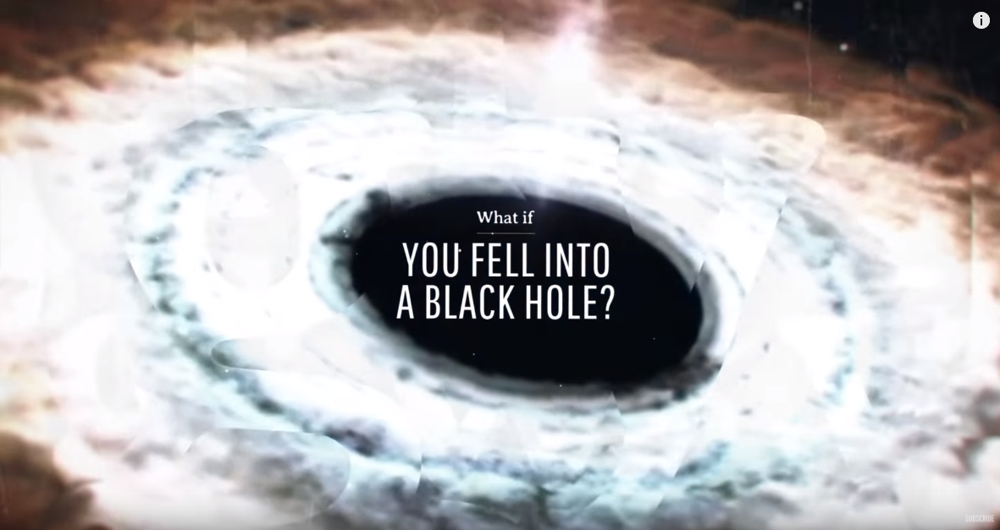 What if
YOU FELL INTO
A BLACK HOLE?
SUBSCRIBE